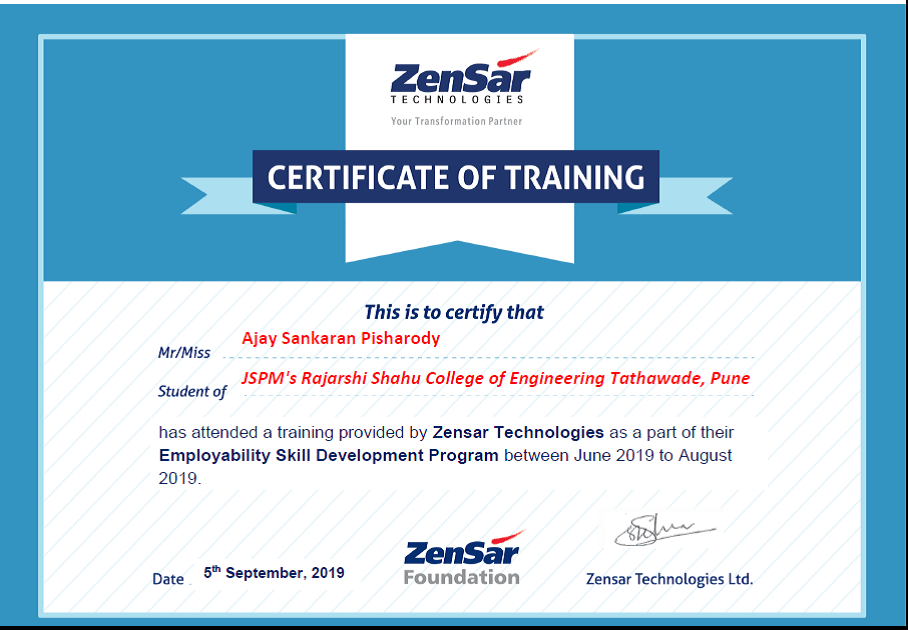 ZenSar
TECHNOLOGIES
Your Transformation Partner
CERTIFICATE OF TRAINING
This is to certify that
Mr/Miss Ajay Sankaran Pisharody
Student of JSPM's Rajarshi Shahu College of Engineering Tathawade, Pune
has attended a training provided by Zensar Technologies as a part of their
Employability Skill Development Program between June 2019 to August
2019.
Date 5th September, 2019
ZenSar
Foundation
Zensar Technologies Ltd.